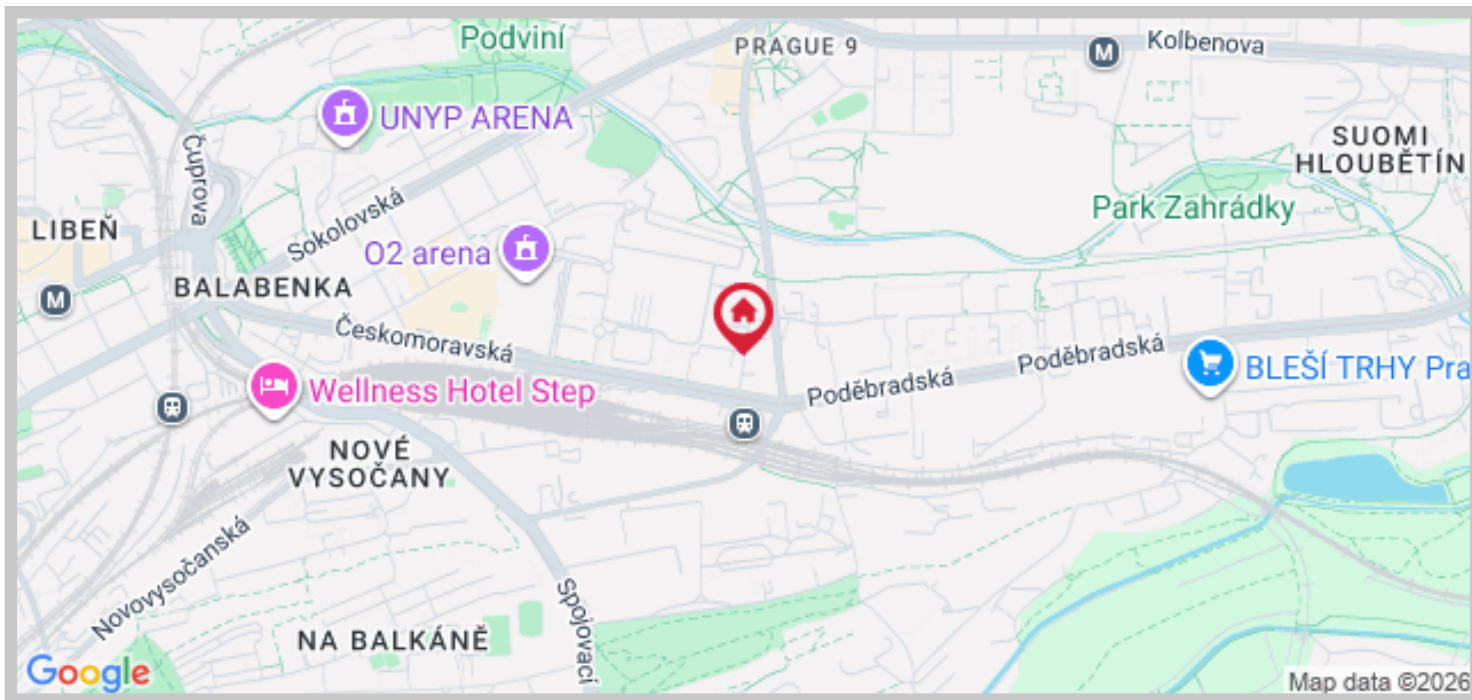 Podviní
PRAGUE 9
Kolbenova
M
UNYP ARENA
SUOMI
HLOUBĚTÍN
Čuprova
Sokolovská
Park Zahrádky
LIBEŇ
O2 arena
M
BALABENKA
Českomoravská
Poděbradská
Poděbradská
BLEŠÍ TRHY Pra
Wellness Hotel Step
NOVÉ
VYSOČANY
Novovysočanská
Spojovací
NA BALKÁNĚ
Google
Map data ©2026